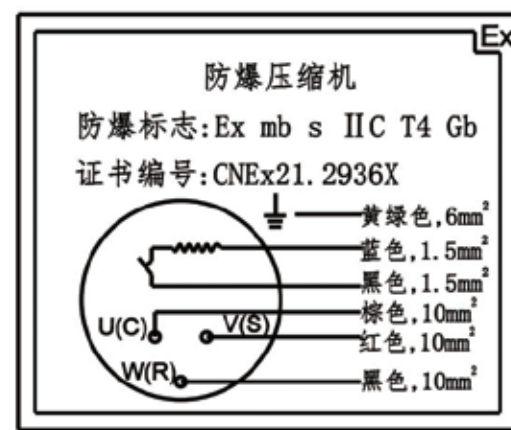 Ex
防爆压缩机
防爆标志:Ex mb s ⅡC T4 Gb
证书编号:CNEx21.2936X
黄绿色,6mm²
蓝色,1.5mm²
黑色,1.5mm²
棕色,10mm²
U(C)
V(S)
红色,10mm²
W(R)
黑色,10mm²